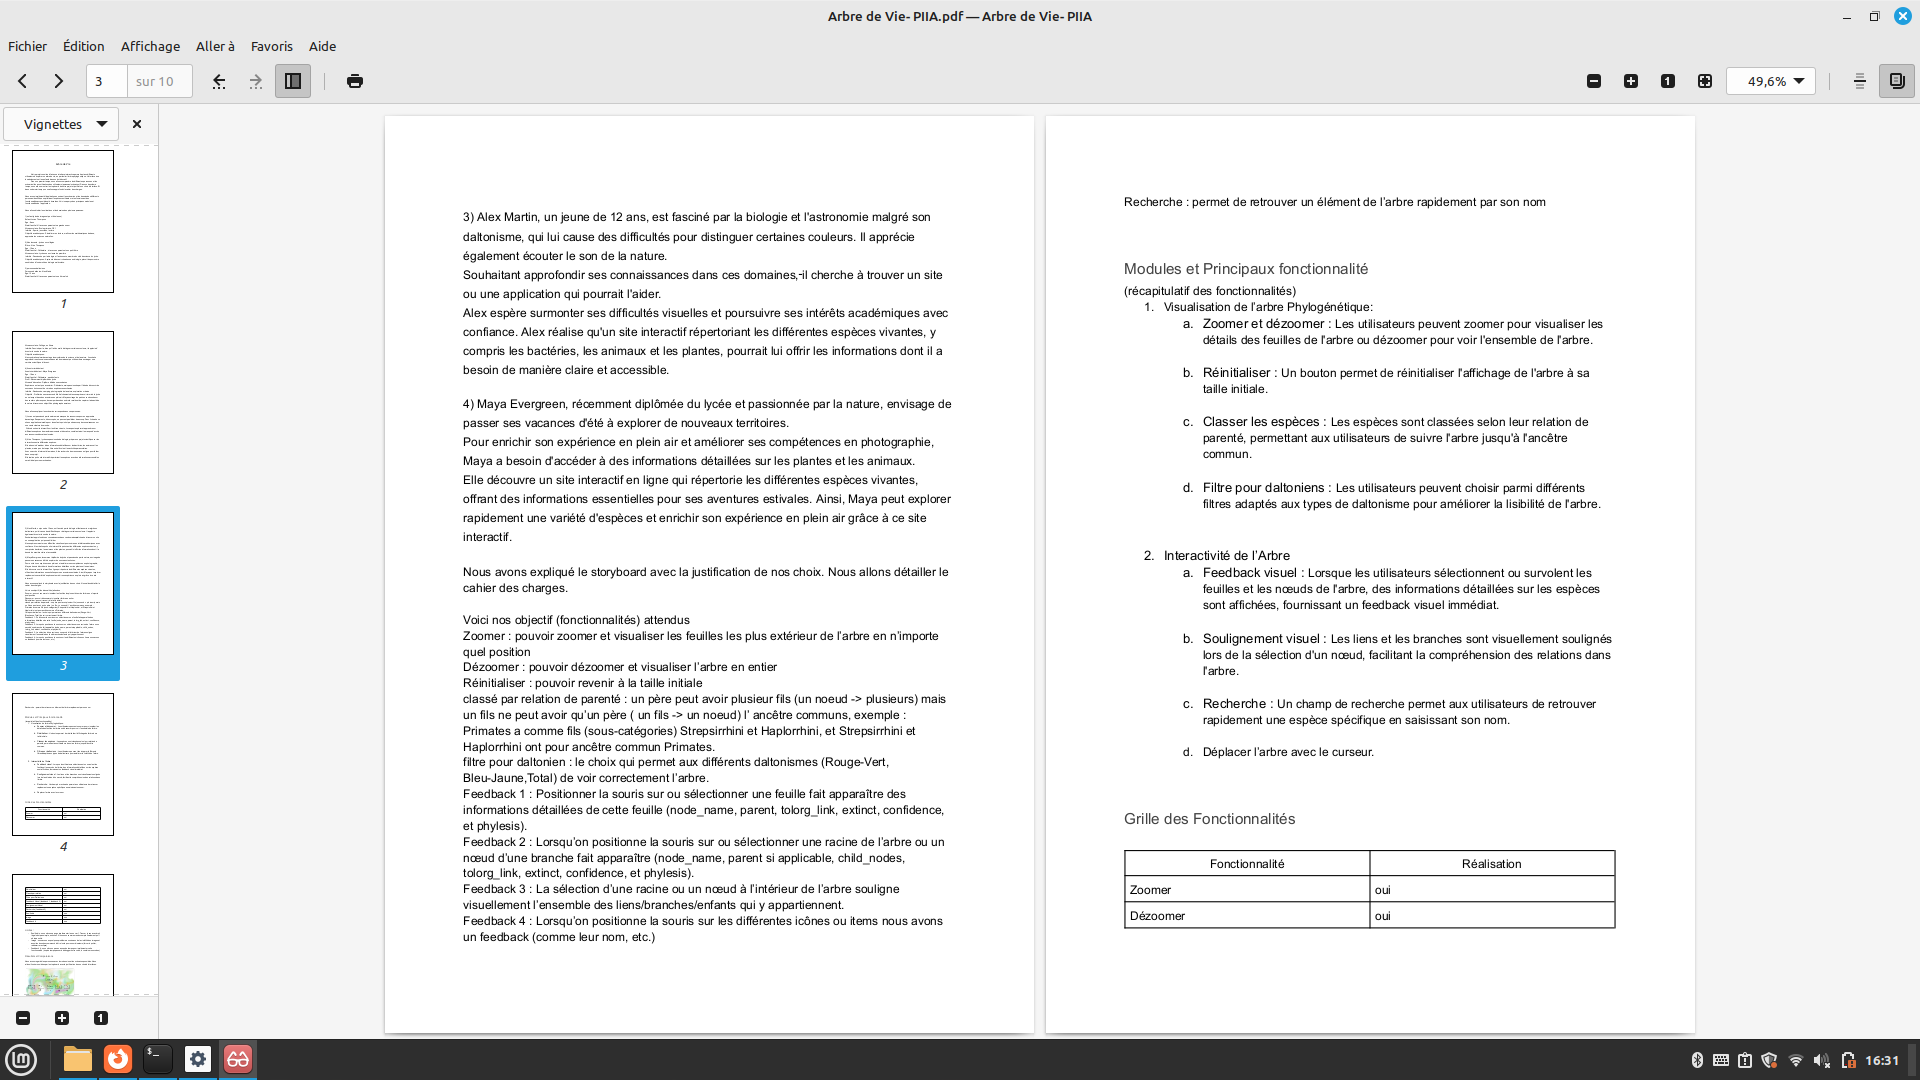 Arbre de Vie- PIIA.pdf — Arbre de Vie- PIIA
Fichier Édition Affichage Aller à Favoris Aide
3 sur 10
49,6%
Vignettes
1
2
3
4
3) Alex Martin, un jeune de 12 ans, est fasciné par la biologie et l'astronomie malgré son
daltonisme, qui lui cause des difficultés pour distinguer certaines couleurs. Il apprécie
également écouter le son de la nature.
Souhaitant approfondir ses connaissances dans ces domaines,-il cherche à trouver un site
ou une application qui pourrait l'aider.
Alex espère surmonter ses difficultés visuelles et poursuivre ses intérêts académiques avec
confiance. Alex réalise qu'un site interactif répertoriant les différentes espèces vivantes, y
compris les bactéries, les animaux et les plantes, pourrait lui offrir les informations dont il a
besoin de manière claire et accessible.
4) Maya Evergreen, récemment diplômée du lycée et passionnée par la nature, envisage de
passer ses vacances d'été à explorer de nouveaux territoires.
Pour enrichir son expérience en plein air et améliorer ses compétences en photographie,
Maya a besoin d'accéder à des informations détaillées sur les plantes et les animaux.
Elle découvre un site interactif en ligne qui répertorie les différentes espèces vivantes,
offrant des informations essentielles pour ses aventures estivales. Ainsi, Maya peut explorer
rapidement une variété d'espèces et enrichir son expérience en plein air grâce à ce site
interactif.
Nous avons expliqué le storyboard avec la justification de nos choix. Nous allons détailler le
cahier des charges.
Voici nos objectif (fonctionnalités) attendus
Zoomer : pouvoir zoomer et visualiser les feuilles les plus extérieur de l'arbre en n'importe
quel position
Dézoomer : pouvoir dézoomer et visualiser l'arbre en entier
Réinitialiser : pouvoir revenir à la taille initiale
classé par relation de parenté : un père peut avoir plusieur fils (un noeud -> plusieurs) mais
un fils ne peut avoir qu'un père ( un fils -> un noeud) l' ancêtre communs, exemple :
Primates a comme fils (sous-catégories) Strepsirrhini et Haplorrhini, et Strepsirrhini et
Haplorrhini ont pour ancêtre commun Primates.
filtre pour daltonien : le choix qui permet aux différents daltonismes (Rouge-Vert,
Bleu-Jaune,Total) de voir correctement l'arbre.
Feedback 1 : Positionner la souris sur ou sélectionner une feuille fait apparaître des
informations détaillées de cette feuille (node_name, parent, tolorg_link, extinct, confidence,
et phylesis).
Feedback 2 : Lorsqu'on positionne la souris sur ou sélectionner une racine de l'arbre ou un
nœud d'une branche fait apparaître (node_name, parent si applicable, child_nodes,
tolorg_link, extinct, confidence, et phylesis).
Feedback 3 : La sélection d'une racine ou un nœud à l'intérieur de l'arbre souligne
visuellement l'ensemble des liens/branches/enfants qui y appartiennent.
Feedback 4 : Lorsqu'on positionne la souris sur les différentes icônes ou items nous avons
un feedback (comme leur nom, etc.)
Recherche : permet de retrouver un élément de l'arbre rapidement par son nom
Modules et Principaux fonctionnalité
(récapitulatif des fonctionnalités)
1. Visualisation de l'arbre Phylogénétique:
a. Zoomer et dézoomer : Les utilisateurs peuvent zoomer pour visualiser les
détails des feuilles de l'arbre ou dézoomer pour voir l'ensemble de l'arbre.
b. Réinitialiser : Un bouton permet de réinitialiser l'affichage de l'arbre à sa
taille initiale.
c. Classer les espèces : Les espèces sont classées selon leur relation de
parenté, permettant aux utilisateurs de suivre l'arbre jusqu'à l'ancêtre
commun.
d. Filtre pour daltoniens : Les utilisateurs peuvent choisir parmi différents
filtres adaptés aux types de daltonisme pour améliorer la lisibilité de l'arbre.
2. Interactivité de l'Arbre
a. Feedback visuel : Lorsque les utilisateurs sélectionnent ou survolent les
feuilles et les nœuds de l'arbre, des informations détaillées sur les espèces
sont affichées, fournissant un feedback visuel immédiat.
b. Soulignement visuel : Les liens et les branches sont visuellement soulignés
lors de la sélection d'un nœud, facilitant la compréhension des relations dans
l'arbre.
c. Recherche : Un champ de recherche permet aux utilisateurs de retrouver
rapidement une espèce spécifique en saisissant son nom.
d. Déplacer l'arbre avec le curseur.
Grille des Fonctionnalités
Fonctionnalité Réalisation
Zoomer oui
Dézoomer oui
16:31